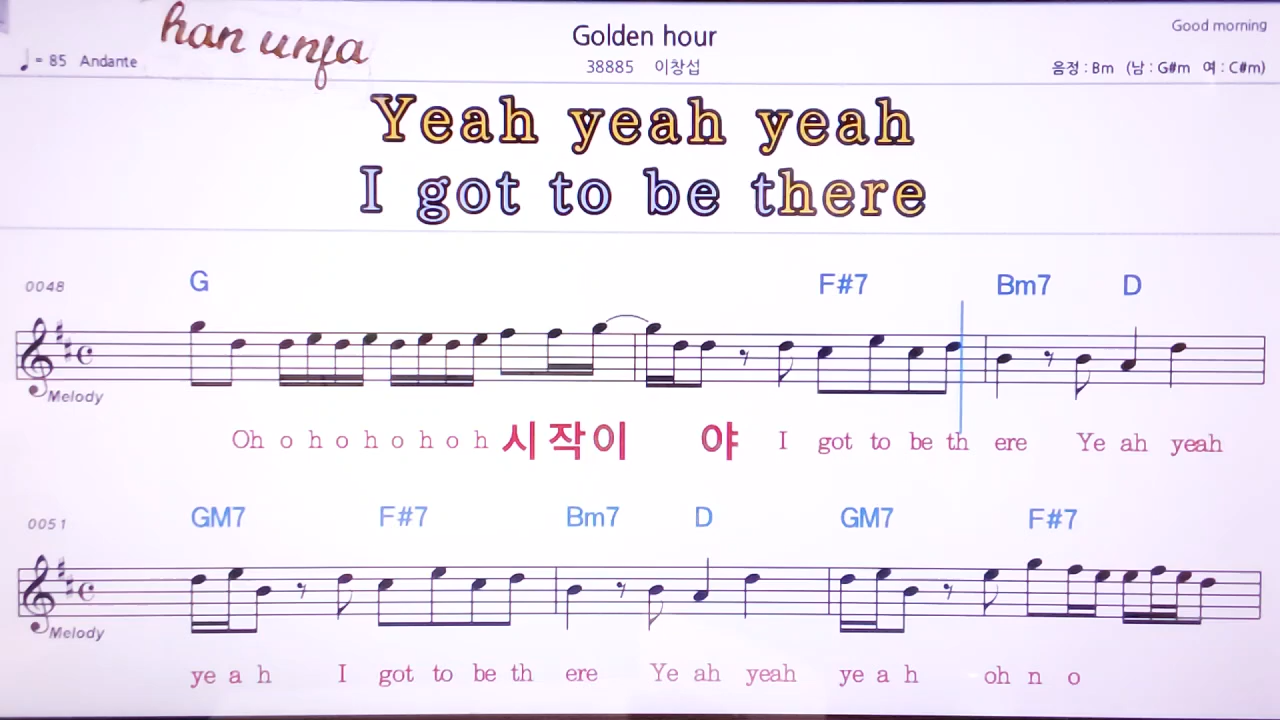 han unja
Golden hour
Good morning
♩ = 85 Andante
38885 이창섭
음정 : Bm (남 : G#m 여 : C#m)
Yeah yeah yeah
I got to be there
0048 G F#7 Bm7 D
Melody
Oh o h o h o h o h 시 작 이 야 I got to be th ere Ye ah yeah
0051 GM7 F#7 Bm7 D GM7 F#7
Melody
ye a h I got to be th ere Ye ah yeah ye a h oh n o